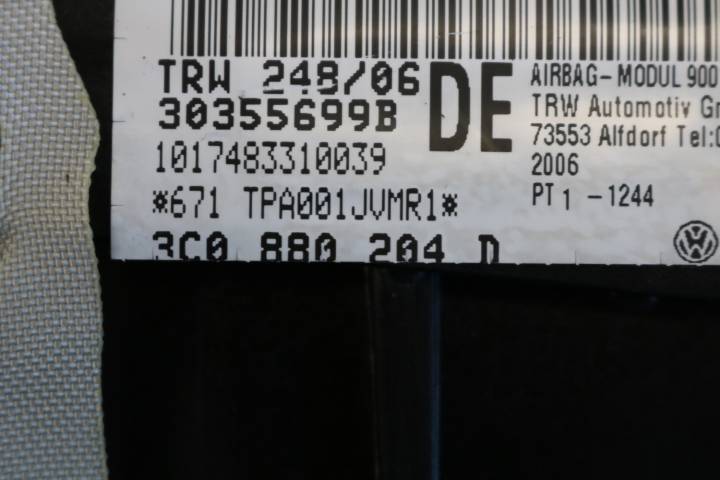 TRW 248/06
30355699B
1017483310039
*671 TPA001JVMR1*
3C0 880 204 D
DE
AIRBAG-MODUL 900
TRW Automotiv
73553 Alfdorf Tel:
2006
PT 1 -1244